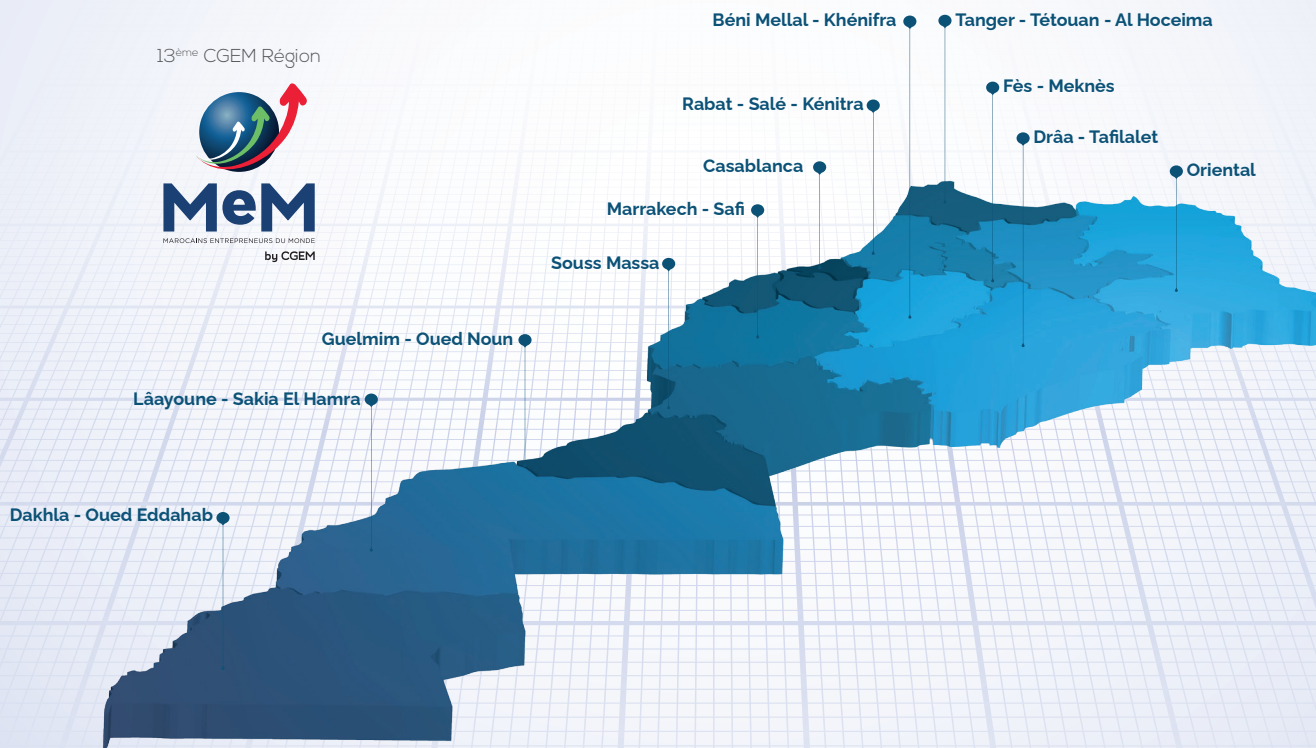 13ème CGEM Région
MeM
MAROCAINS ENTREPRENEURS DU MONDE
by CGEM
Béni Mellal - Khénifra
Tanger - Tétouan - Al Hoceima
Fès - Meknès
Rabat - Salé - Kénitra
Drâa - Tafilalet
Casablanca
Oriental
Marrakech - Safi
Souss Massa
Guelmim - Oued Noun
Lâayoune - Sakia El Hamra
Dakhla - Oued Eddahab